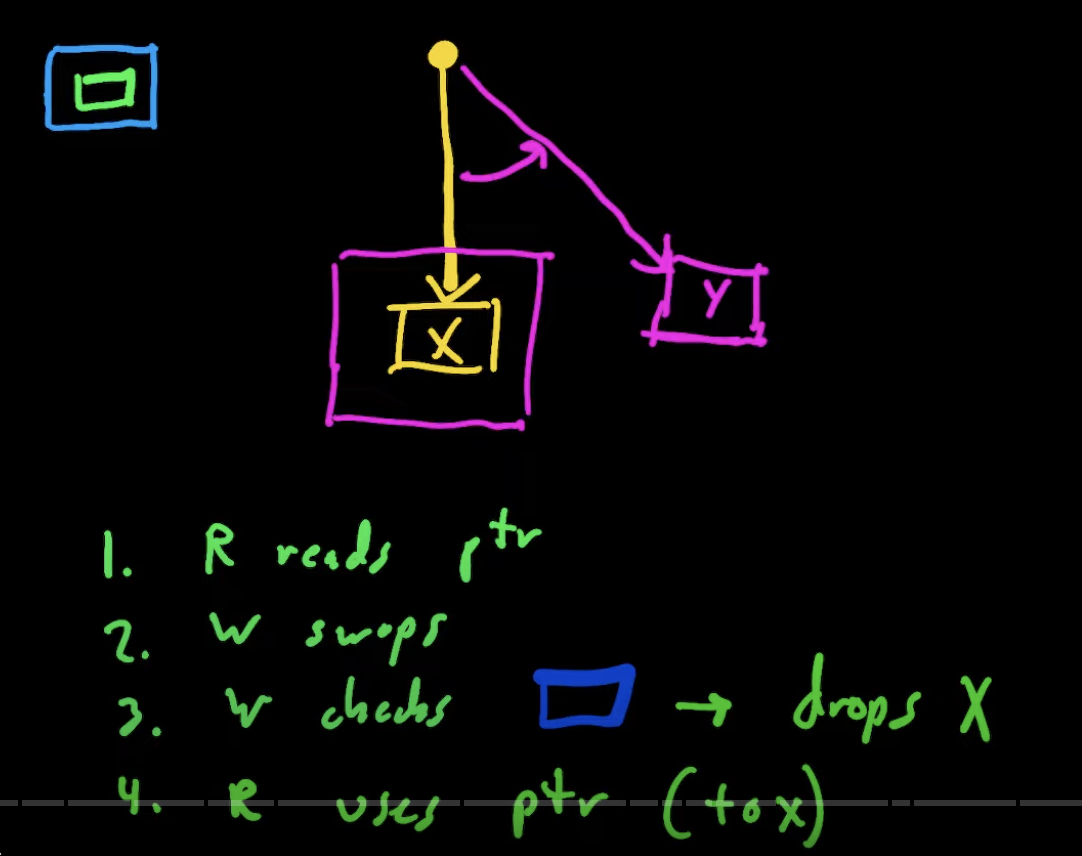 X
Y
1. R reads ptr
2. W swaps
3. W checks → drops X
4. R uses ptr (to x)